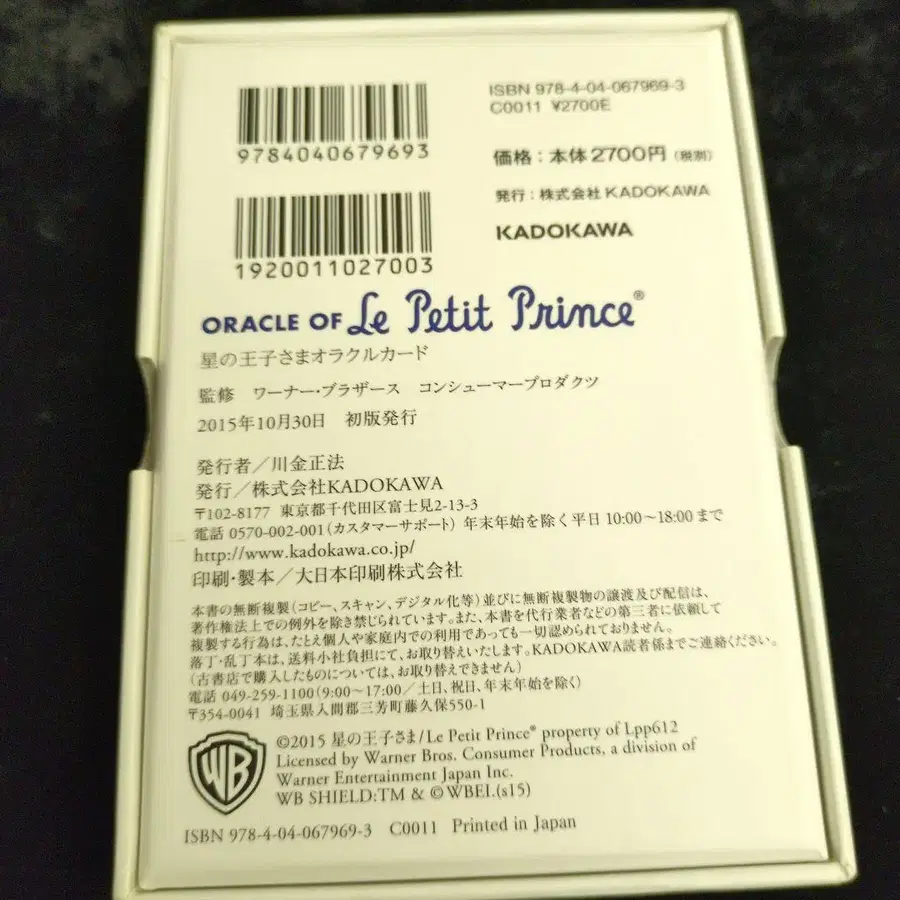 9784040679693
ISBN 978-4-04-067969-3
C0011 ¥2700E
価格：本体2700円（税別）
発行：株式会社KADOKAWA
KADOKAWA
1920011027003
ORACLE OF Le Petit Prince®
星の王子さまオラクルカード
監修　ワーナー・ブラザース　コンシューマープロダクツ
2015年10月30日　初版発行
発行者／川金正法
発行／株式会社KADOKAWA
〒102-8177　東京都千代田区富士見2-13-3
電話 0570-002-001（カスタマーサポート）年末年始を除く平日 10:00～18:00まで
http://www.kadokawa.co.jp/
印刷・製本／大日本印刷株式会社
本書の無断複製（コピー、スキャン、デジタル化等）並びに無断複製物の譲渡及び配信は、
著作権法上での例外を除き禁じられています。また、本書を代行業者などの第三者に依頼して
複製する行為は、たとえ個人や家庭内での利用であっても一切認められておりません。
落丁・乱丁本は、送料小社負担にて、お取り替えいたします。KADOKAWA読者係までご連絡ください。
（古書店で購入したものについては、お取り替えできません）
電話 049-259-1100（9:00～17:00／土日、祝日、年末年始を除く）
〒354-0041　埼玉県入間郡三芳町藤久保550-1
WB
©2015 星の王子さま/Le Petit Prince® property of Lpp612
Licensed by Warner Bros. Consumer Products, a division of
Warner Entertainment Japan Inc.
WB SHIELD:TM & © WBEI.(s15)
ISBN 978-4-04-067969-3　C0011　Printed in Japan